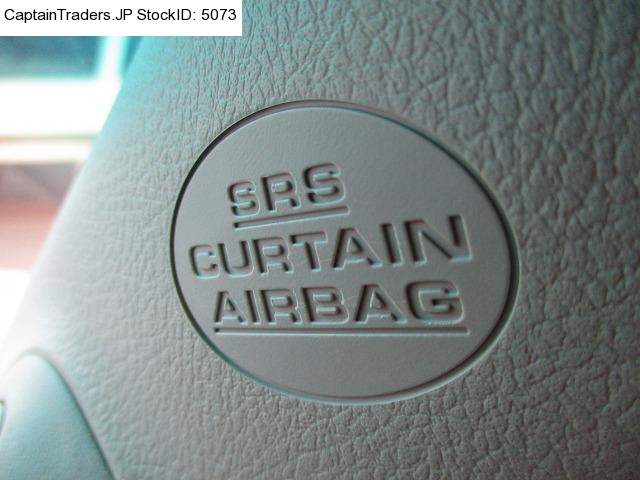 CaptainTraders.JP StockID: 5073
SRS
CURTAIN
AIRBAG